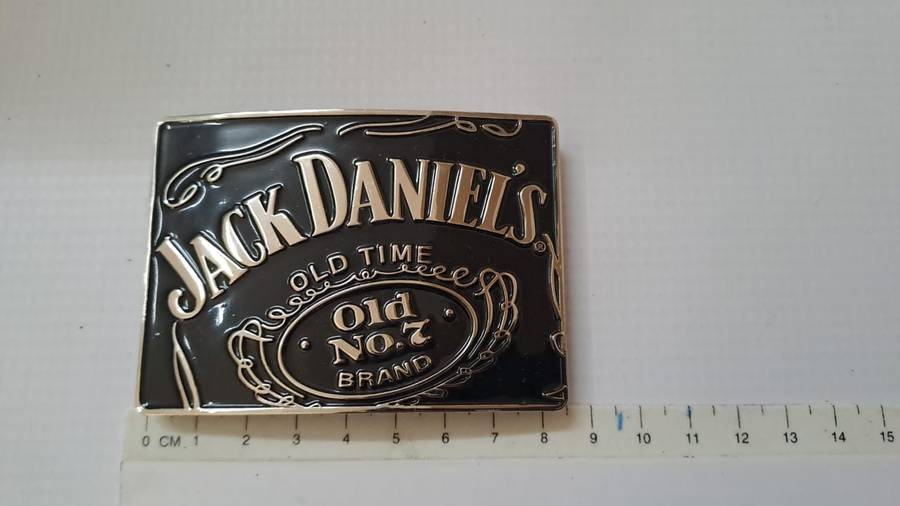 JACK DANIEL'S®
OLD TIME
Old
No.7
BRAND
0 CM 1 2 3 4 5 6 7 8 9 10 11 12 13 14 15